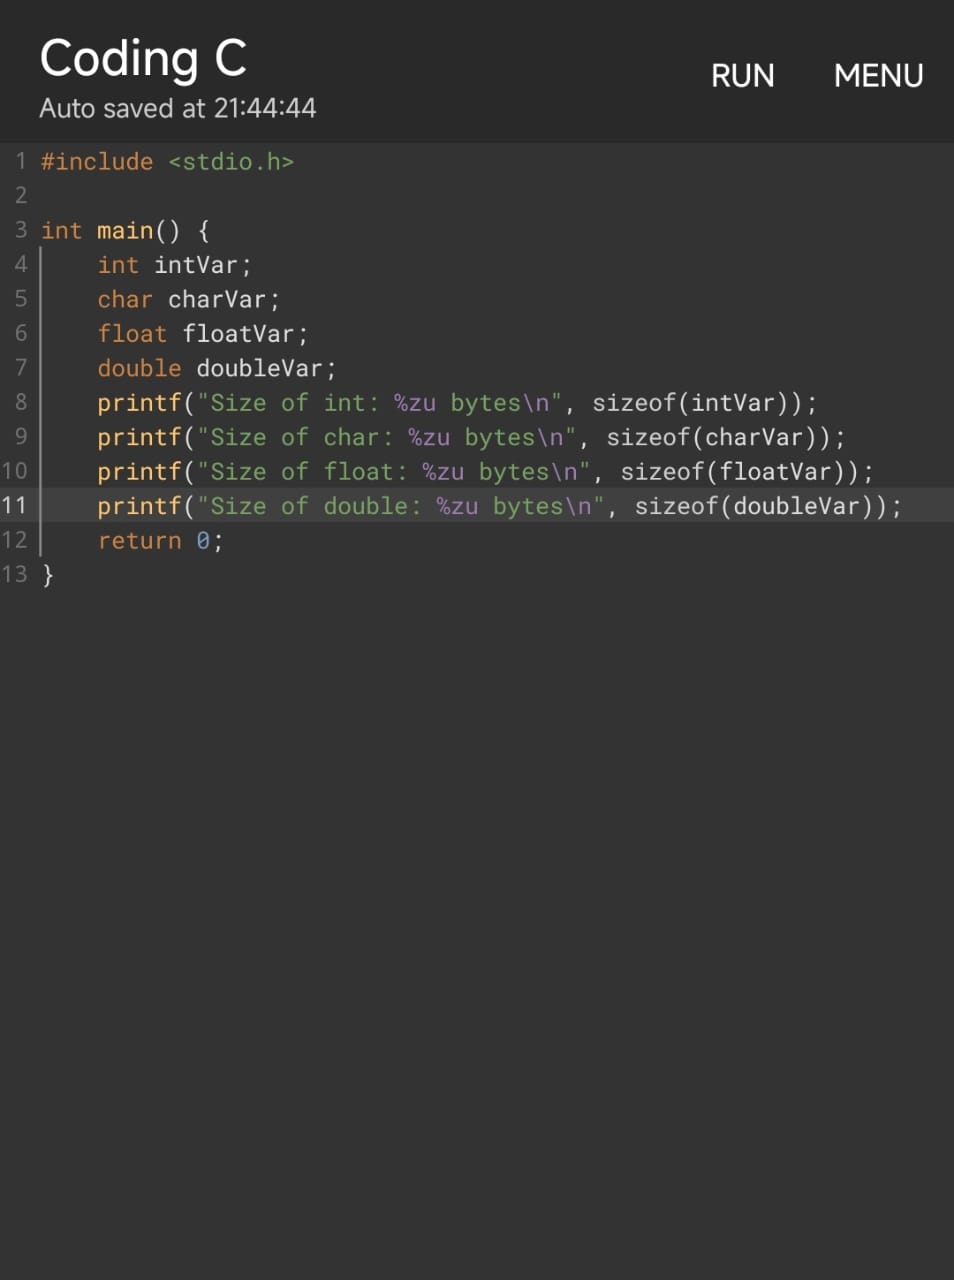 Coding C
RUN MENU
Auto saved at 21:44:44
1 #include <stdio.h>
2
3 int main() {
4     int intVar;
5     char charVar;
6     float floatVar;
7     double doubleVar;
8     printf("Size of int: %zu bytes\n", sizeof(intVar));
9     printf("Size of char: %zu bytes\n", sizeof(charVar));
10     printf("Size of float: %zu bytes\n", sizeof(floatVar));
11     printf("Size of double: %zu bytes\n", sizeof(doubleVar));
12     return 0;
13 }